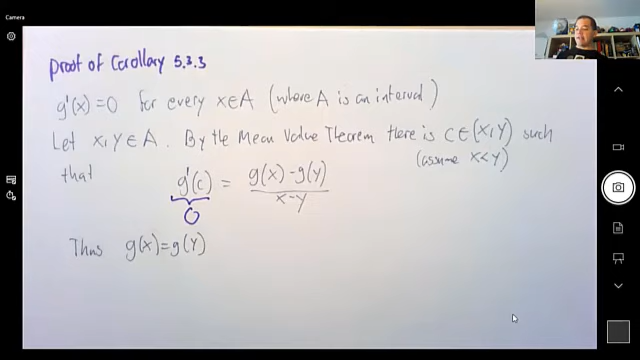 Camera
Proof of Corollary 5.3.3
g'(x)=0 for every x∈A (where A is an interval)
Let x,y∈A. By the Mean Value Theorem there is c∈(x,y) such
(assume x<y)
that g'(c) = g(x)-g(y) / x-y
0
Thus g(x)=g(y)